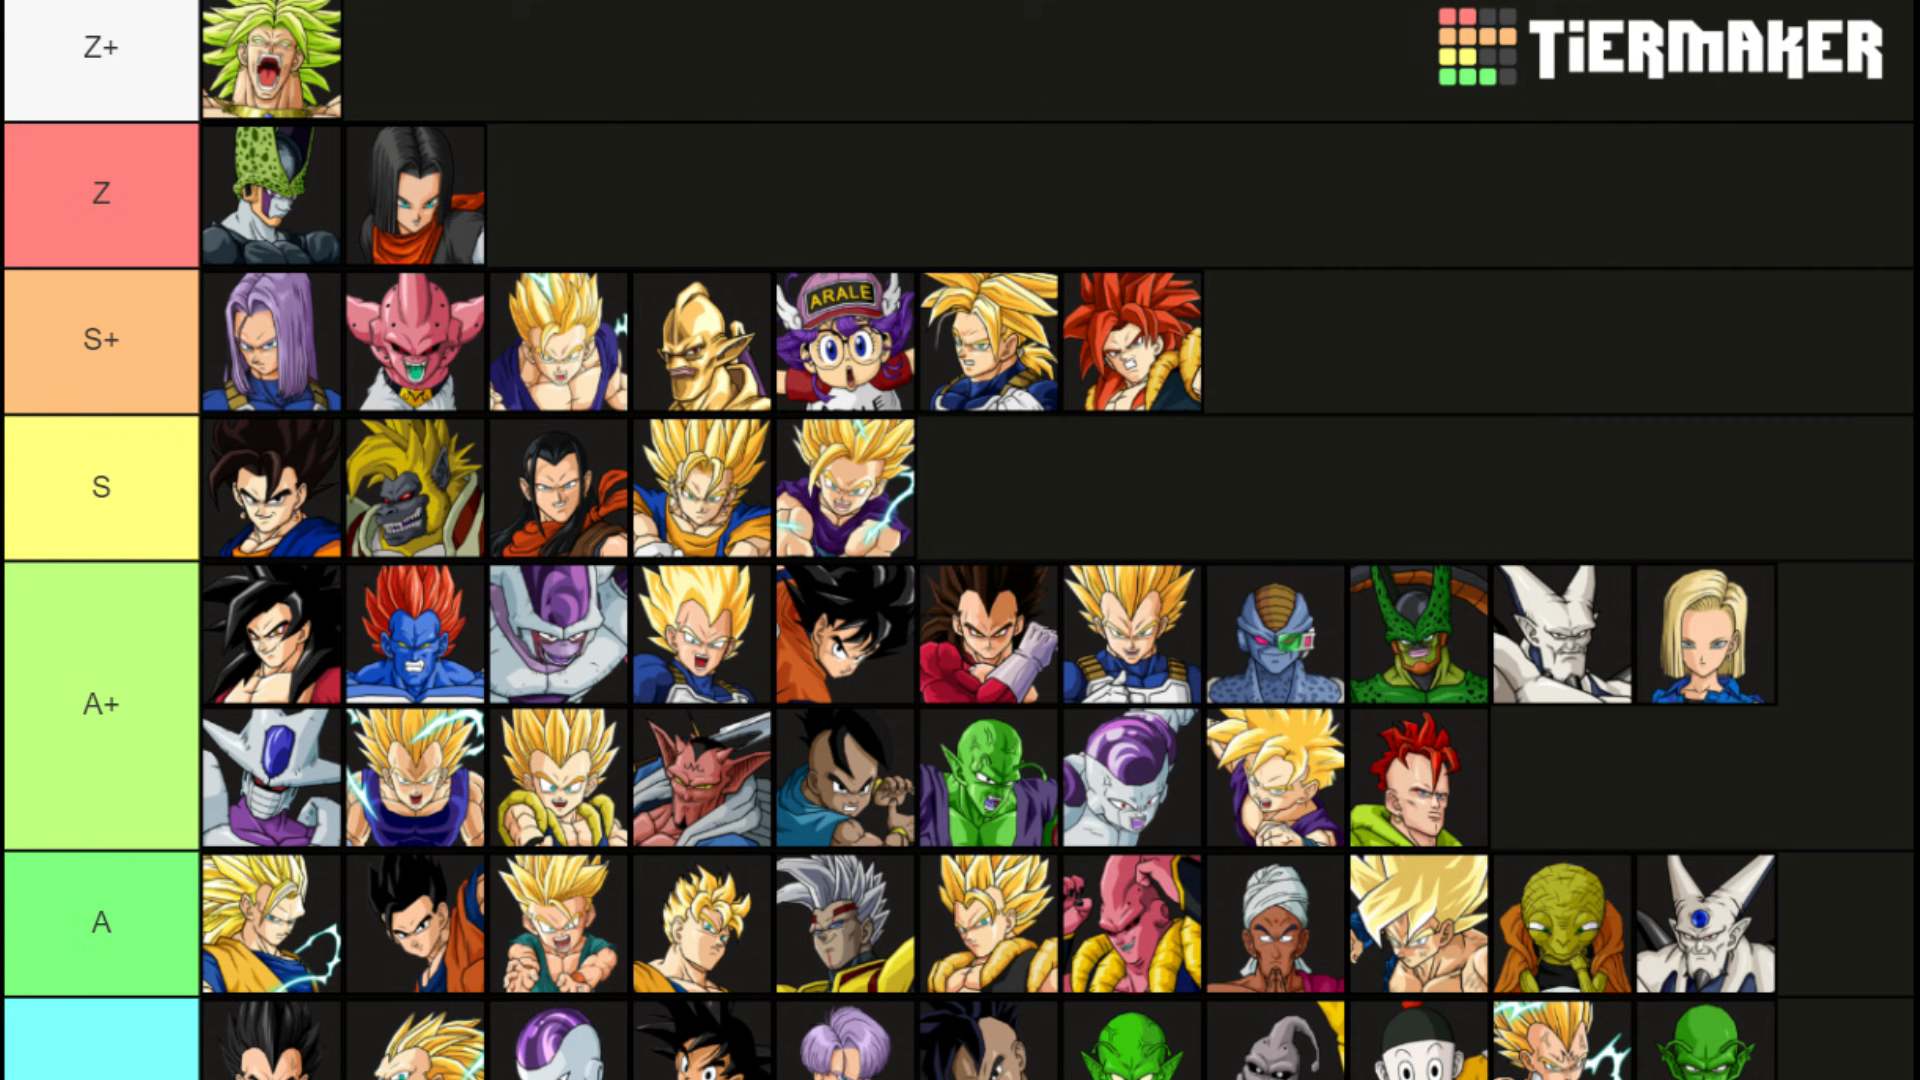 Z+
TiERMAKER
Z
S+
ARALE
S
A+
A